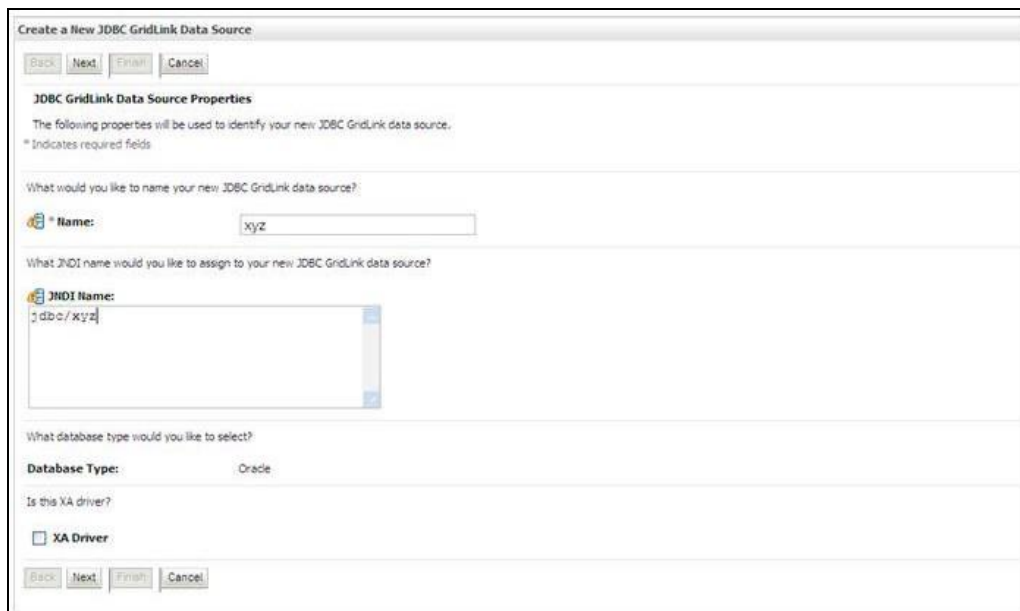 Create a New JDBC GridLink Data Source
Back Next Finish Cancel
JDBC GridLink Data Source Properties
The following properties will be used to identify your new JDBC GridLink data source.
* Indicates required fields
What would you like to name your new JDBC GridLink data source?
* Name: xyz
What JNDI name would you like to assign to your new JDBC GridLink data source?
JNDI Name:
jdbc/xyz
What database type would you like to select?
Database Type: Oracle
Is this XA driver?
XA Driver
Back Next Finish Cancel